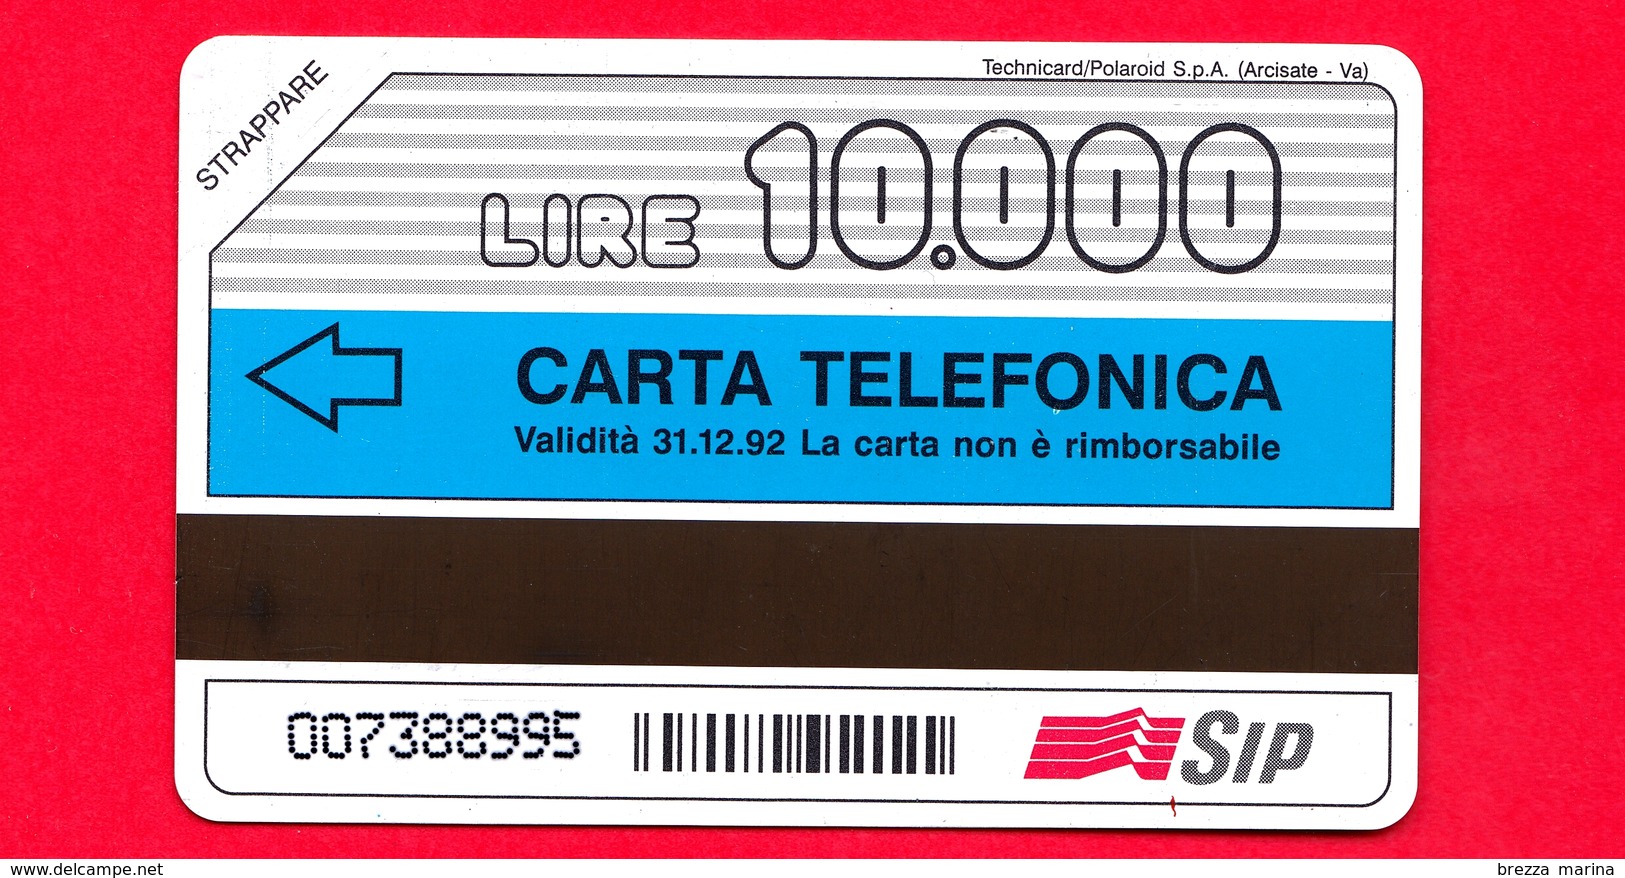 STRAPPARE
Technicard/Polaroid S.p.A. (Arcisate - Va)
LIRE 10.000
CARTA TELEFONICA
Validità 31.12.92 La carta non è rimborsabile
007388995
SIP
delcampe.net
brezza marina